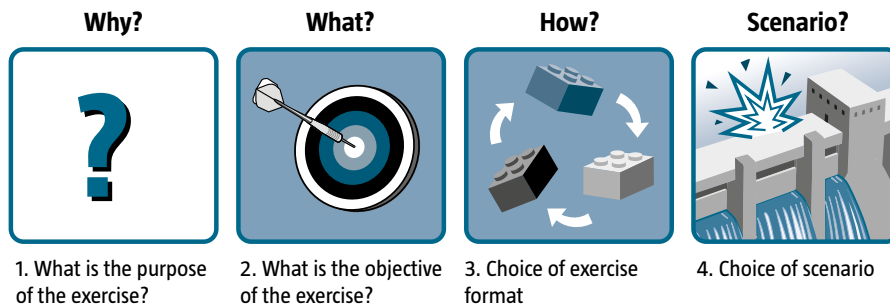 Why?
What?
How?
Scenario?
?
1. What is the purpose
of the exercise?
2. What is the objective
of the exercise?
3. Choice of exercise
format
4. Choice of scenario